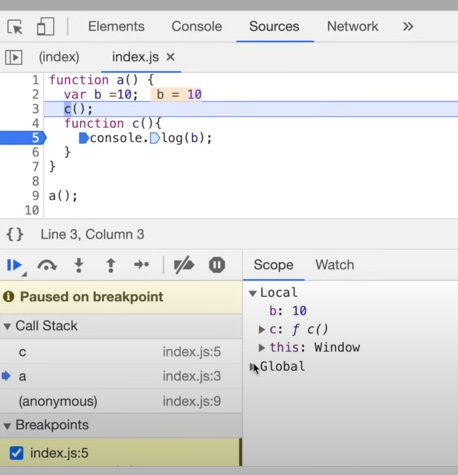 Elements Console Sources Network »
(index) index.js ×
1 function a() {
2 var b =10; b = 10
3 c();
4 function c(){
5 console.log(b);
6 }
7 }
8
9 a();
10
{} Line 3, Column 3
Scope Watch
Paused on breakpoint
Call Stack
c index.js:5
a index.js:3
(anonymous) index.js:9
Breakpoints
index.js:5
Local
b: 10
c: ƒ c()
this: Window
Global